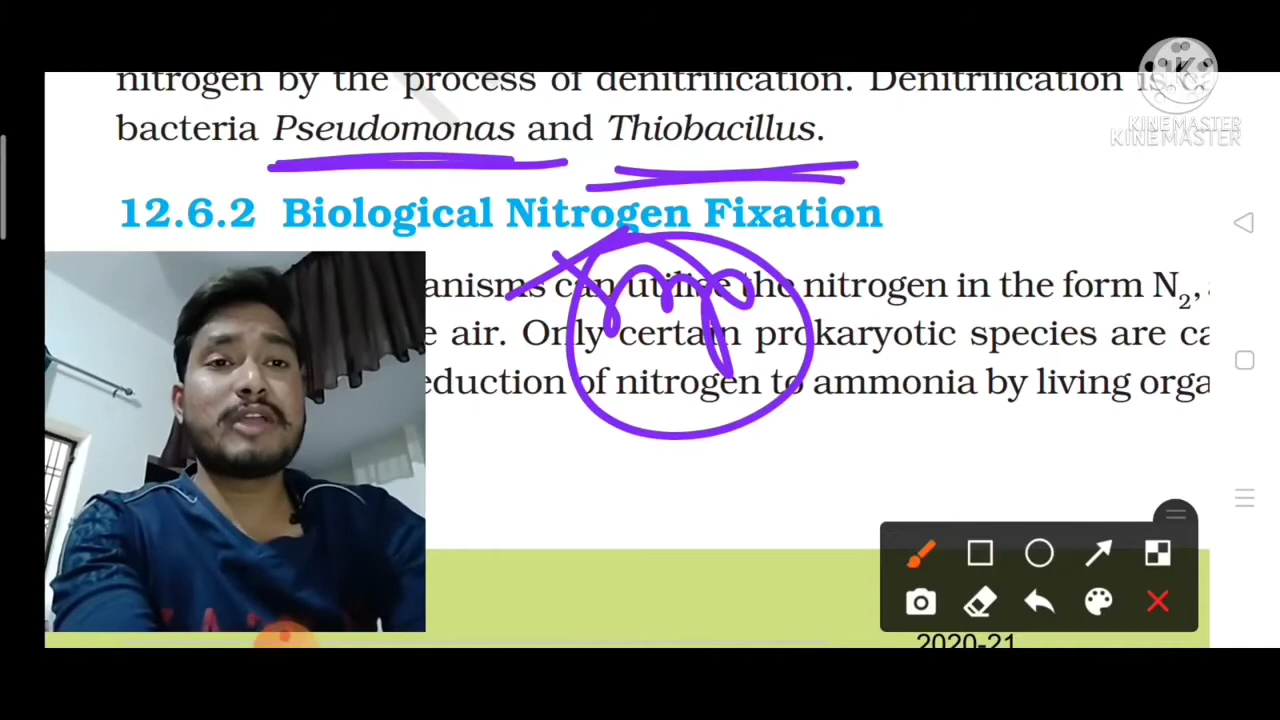 nitrogen by the process of denitrification. Denitrification is
bacteria Pseudomonas and Thiobacillus.
KINEMASTER
KINEMASTER
12.6.2 Biological Nitrogen Fixation
anisms can utilise the nitrogen in the form N₂,
e air. Only certain prokaryotic species are ca
eduction of nitrogen to ammonia by living orga
Imp
2020-21